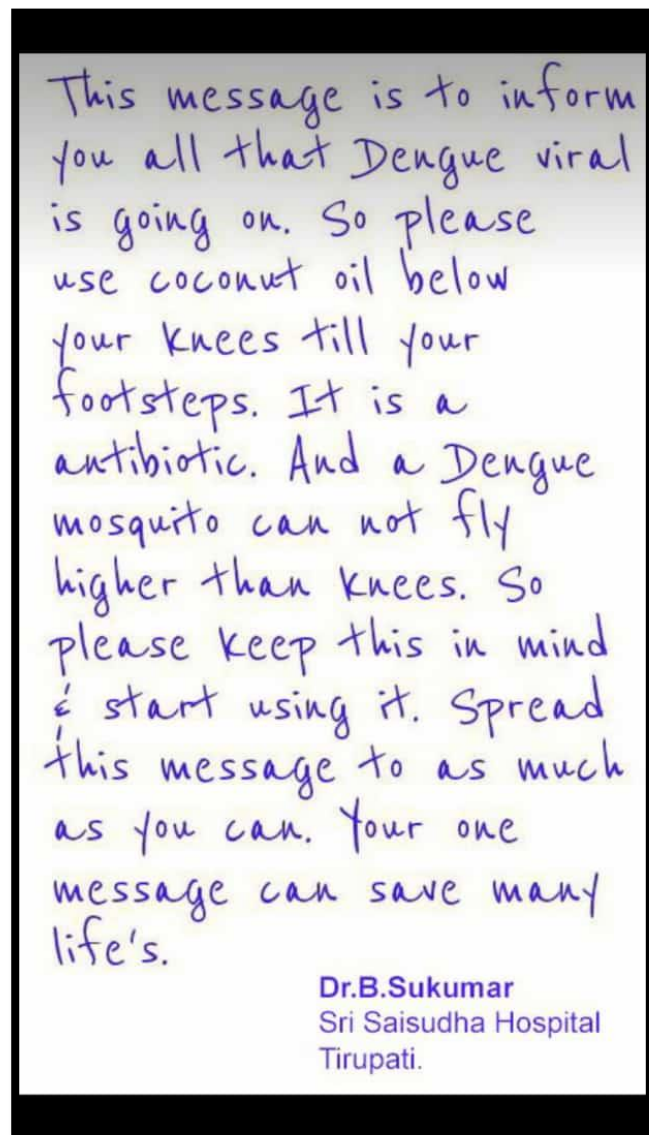 This message is to inform
you all that Dengue viral
is going on. So please
use coconut oil below
your knees till your
footsteps. It is a
antibiotic. And a Dengue
mosquito can not fly
higher than knees. So
please keep this in mind
& start using it. Spread
this message to as much
as you can. Your one
message can save many
life's.
Dr.B.Sukumar
Sri Saisudha Hospital
Tirupati.